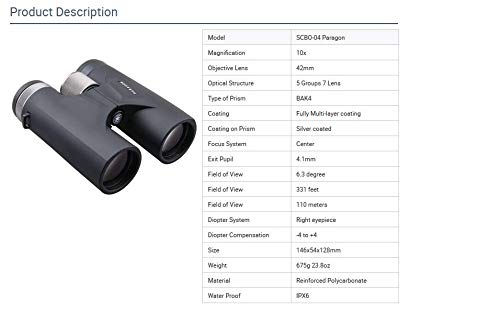 Product Description
Model SCBO-04 Paragon
Magnification 10x
Objective Lens 42mm
Optical Structure 5 Groups 7 Lens
Type of Prism BAK4
Coating Fully Multi-layer coating
Coating on Prism Silver coated
Focus System Center
Exit Pupil 4.1mm
Field of View 6.3 degree
Field of View 331 feet
Field of View 110 meters
Diopter System Right eyepiece
Diopter Compensation -4 to +4
Size 146x54x128mm
Weight 675g 23.8oz
Material Reinforced Polycarbonate
Water Proof IPX6